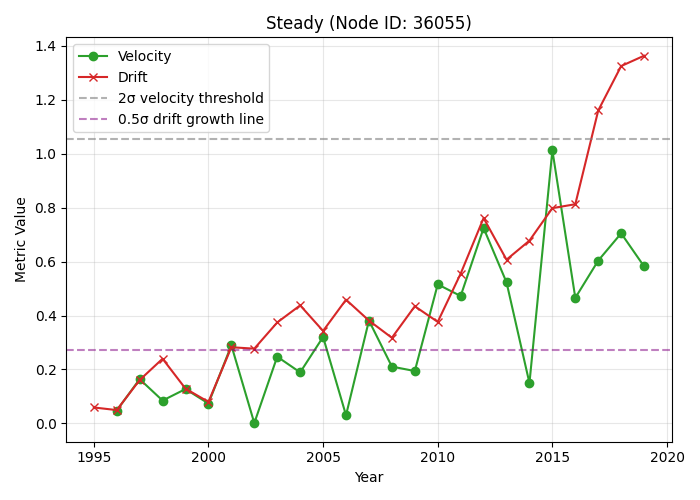 Steady (Node ID: 36055)
Velocity
Drift
2σ velocity threshold
0.5σ drift growth line
Metric Value
1.4
1.2
1.0
0.8
0.6
0.4
0.2
0.0
1995 2000 2005 2010 2015 2020
Year